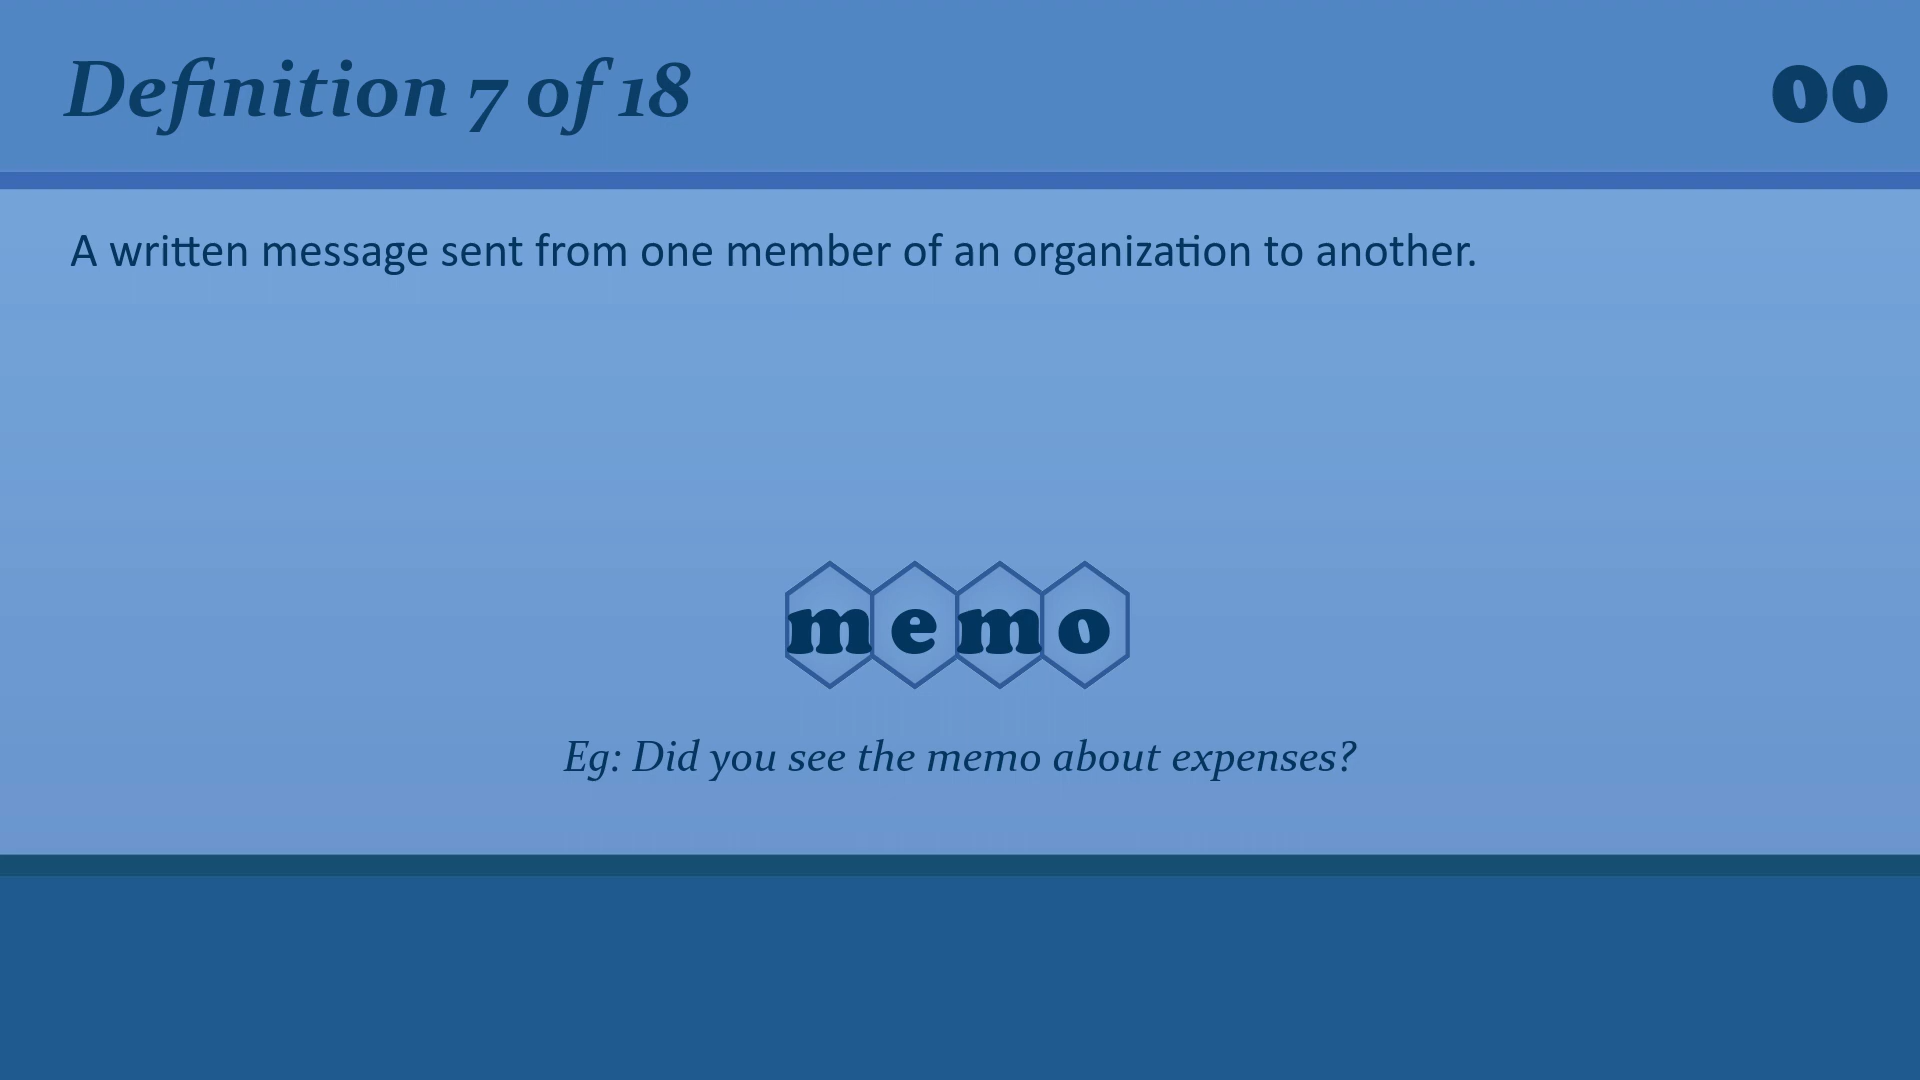 Definition 7 of 18
00
A written message sent from one member of an organization to another.
memo
Eg: Did you see the memo about expenses?